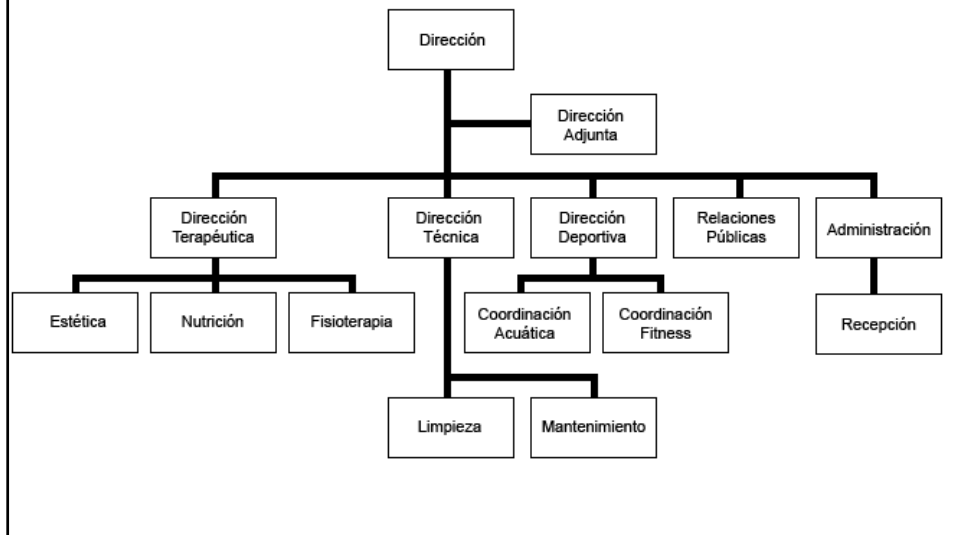 Dirección
Dirección
Adjunta
Dirección
Terapéutica
Dirección
Técnica
Dirección
Deportiva
Relaciones
Públicas
Administración
Estética
Nutrición
Fisioterapia
Coordinación
Acuática
Coordinación
Fitness
Recepción
Limpieza
Mantenimiento